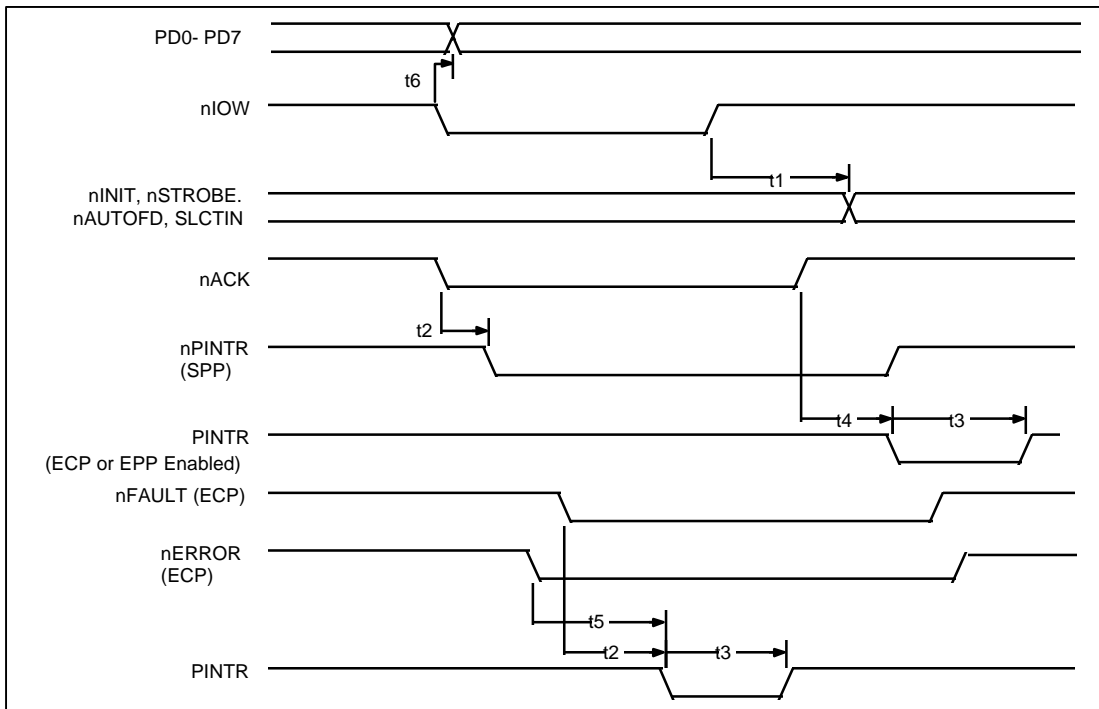 PD0- PD7
t6
nIOW
t1
nINIT, nSTROBE.
nAUTOFD, SLCTIN
nACK
t2
nPINTR
(SPP)
t4
t3
PINTR
(ECP or EPP Enabled)
nFAULT (ECP)
nERROR
(ECP)
t5
t2
t3
PINTR